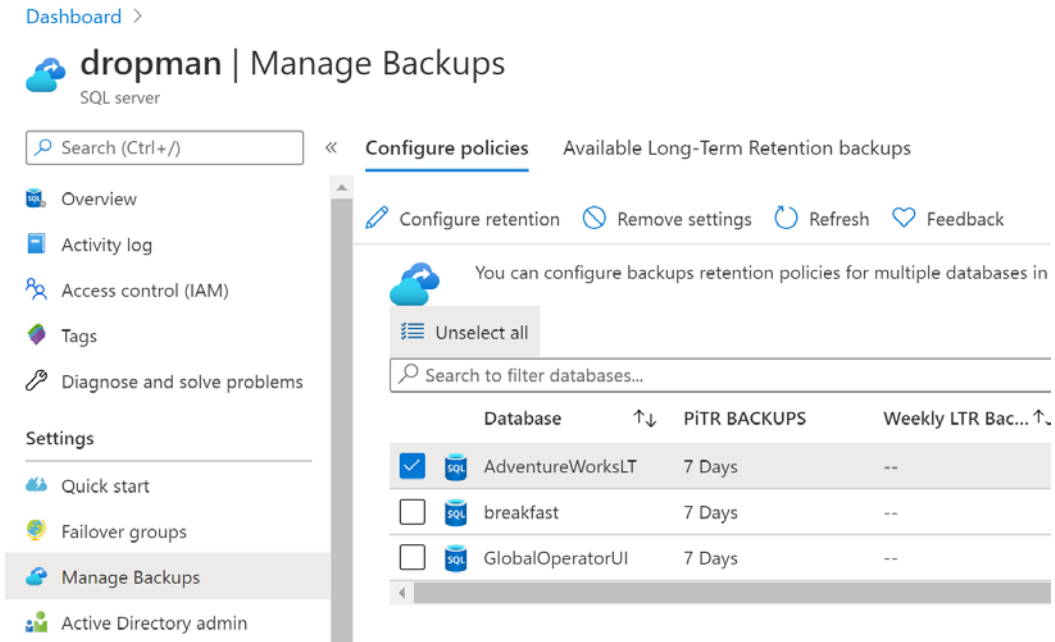 Dashboard >
dropman | Manage Backups
SQL server
Search (Ctrl+/)
«
Overview
Activity log
Access control (IAM)
Tags
Diagnose and solve problems
Settings
Quick start
Failover groups
Manage Backups
Active Directory admin
Configure policies Available Long-Term Retention backups
Configure retention Remove settings Refresh Feedback
You can configure backups retention policies for multiple databases in
Unselect all
Search to filter databases...
Database ↑↓ PiTR BACKUPS Weekly LTR Bac... ↑↓
SQL AdventureWorksLT 7 Days --
SQL breakfast 7 Days --
SQL GlobalOperatorUI 7 Days --